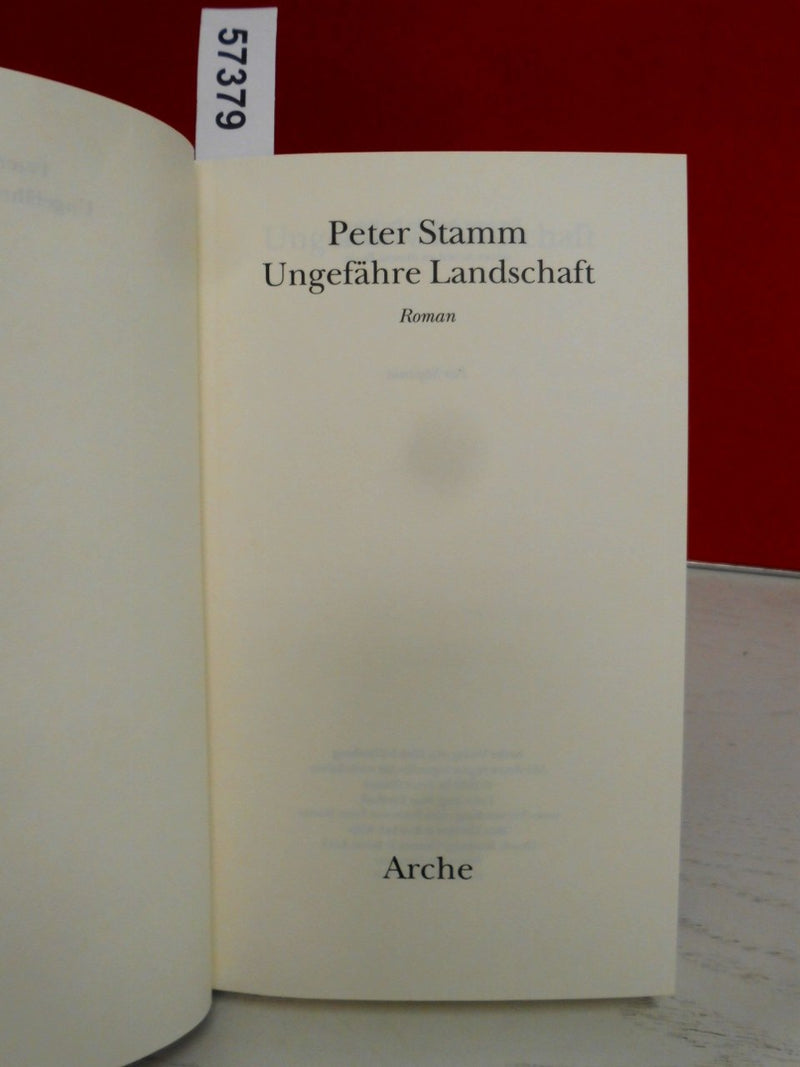 57379
Peter Stamm
Ungefähre Landschaft
Roman
Arche